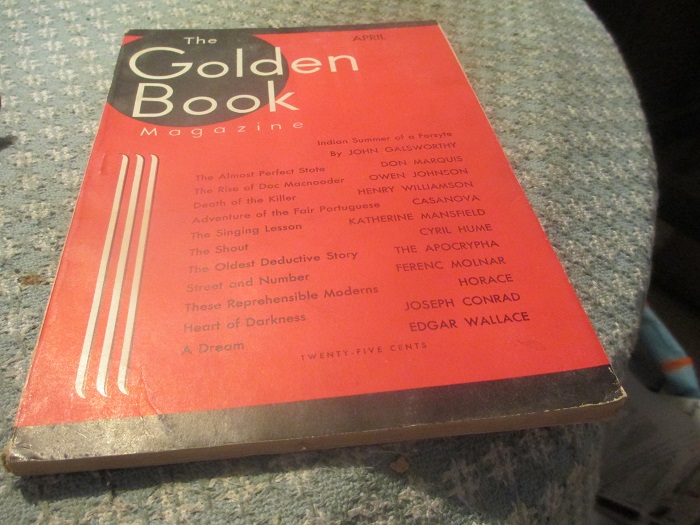 The
Golden
Book
Magazine
APRIL
Indian Summer of a Forsyte
By JOHN GALSWORTHY
The Almost Perfect State DON MARQUIS
The Rise of Doc Macnooder OWEN JOHNSON
Death of the Killer HENRY WILLIAMSON
Adventure of the Fair Portuguese CASANOVA
The Singing Lesson KATHERINE MANSFIELD
The Shout CYRIL HUME
The Oldest Deductive Story THE APOCRYPHA
Street and Number FERENC MOLNAR
These Reprehensible Moderns HORACE
Heart of Darkness JOSEPH CONRAD
A Dream EDGAR WALLACE
TWENTY-FIVE CENTS